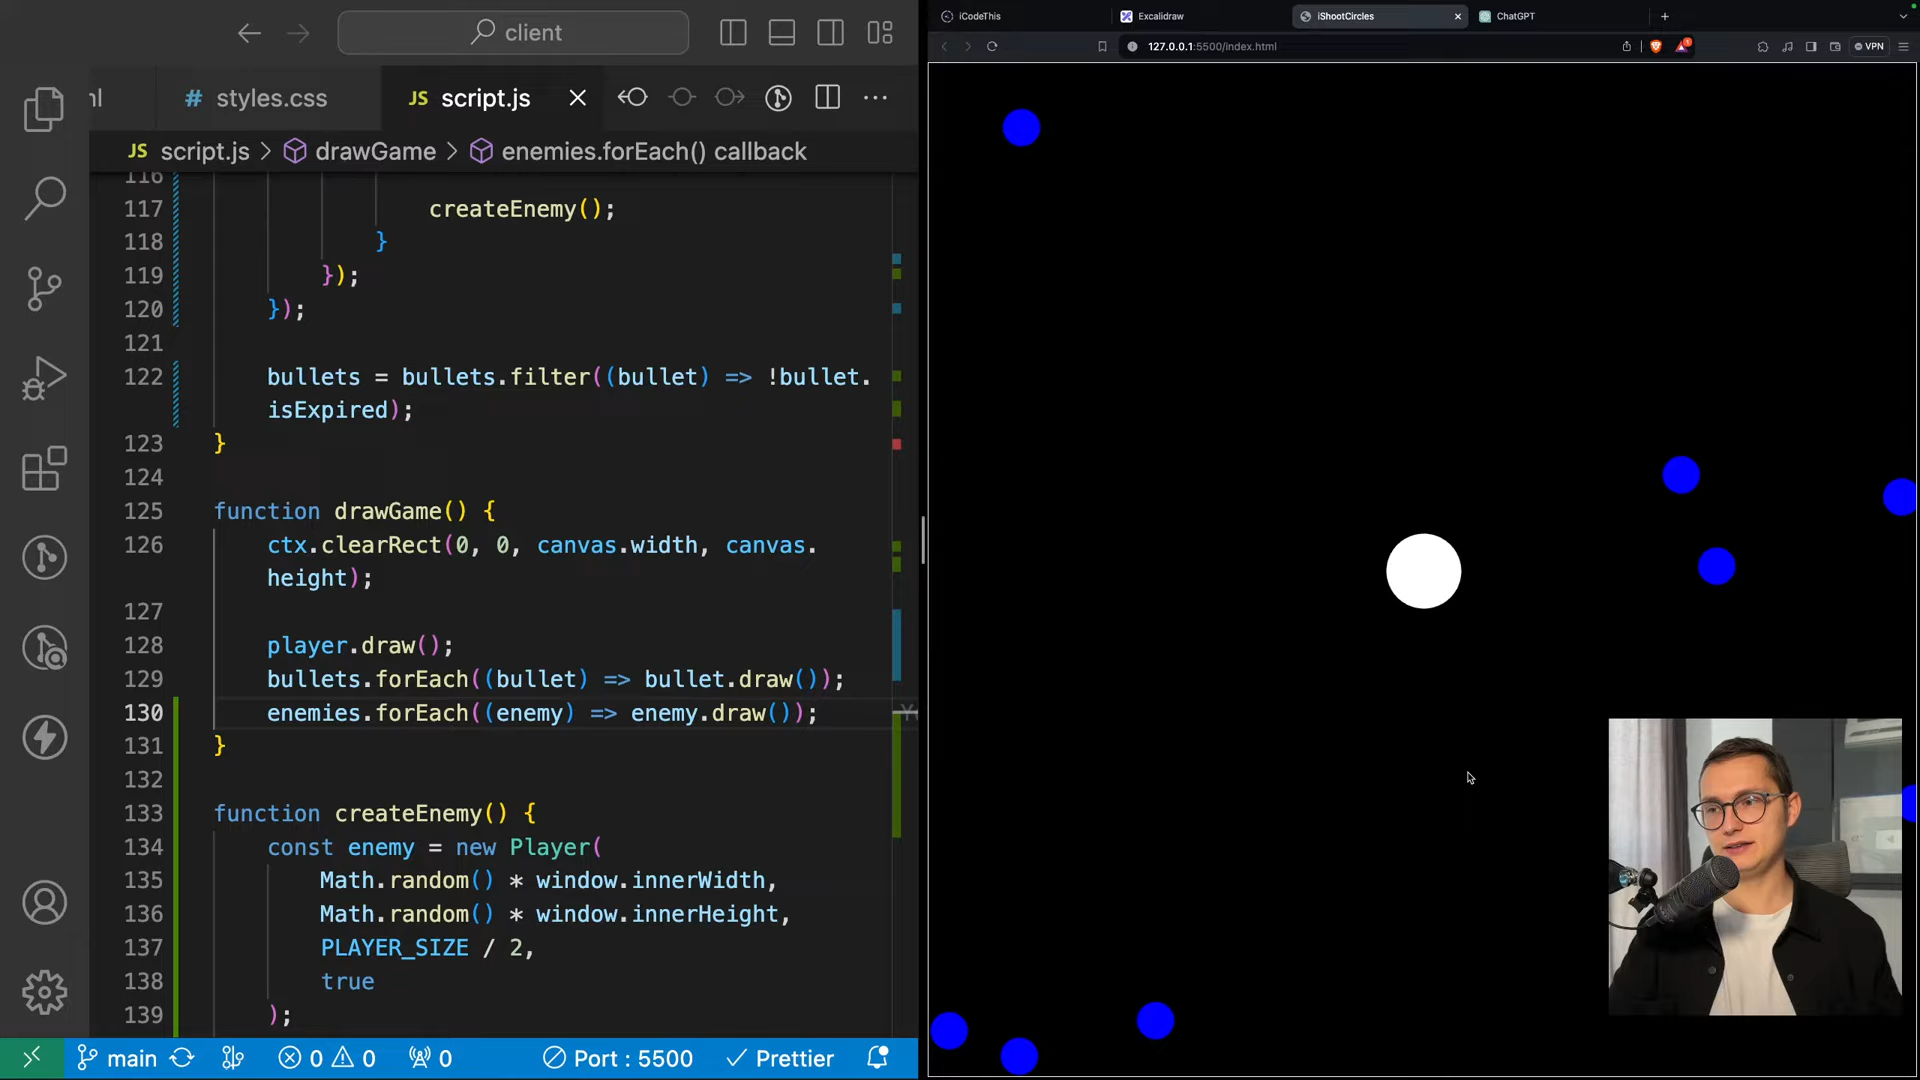 client
iCodeThis
Excalidraw
iShootCircles
ChatGPT
127.0.0.1:5500/index.html
VPN
nl
# styles.css
JS script.js
JS script.js > drawGame > enemies.forEach() callback
116
117 createEnemy();
118 }
119 });
120 });
121
122 bullets = bullets.filter((bullet) => !bullet.
isExpired);
123 }
124
125 function drawGame() {
126 ctx.clearRect(0, 0, canvas.width, canvas.
height);
127
128 player.draw();
129 bullets.forEach((bullet) => bullet.draw());
130 enemies.forEach((enemy) => enemy.draw());
131 }
132
133 function createEnemy() {
134 const enemy = new Player(
135 Math.random() * window.innerWidth,
136 Math.random() * window.innerHeight,
137 PLAYER_SIZE / 2,
138 true
139 );
main 0 0 0 Port : 5500 Prettier